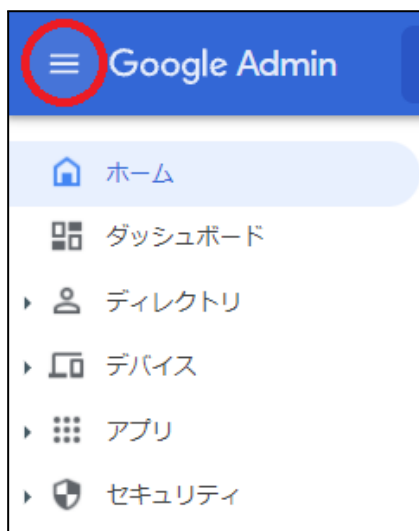 Google Admin
ホーム
ダッシュボード
ディレクトリ
デバイス
アプリ
セキュリティ